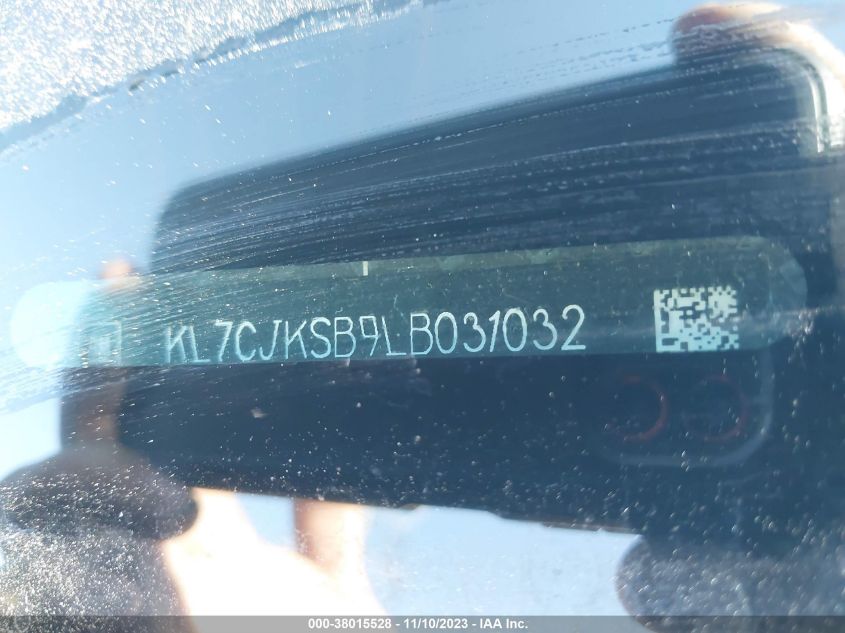 KL7CJKSB9LB031032
000-38015528 - 11/10/2023 - IAA Inc.